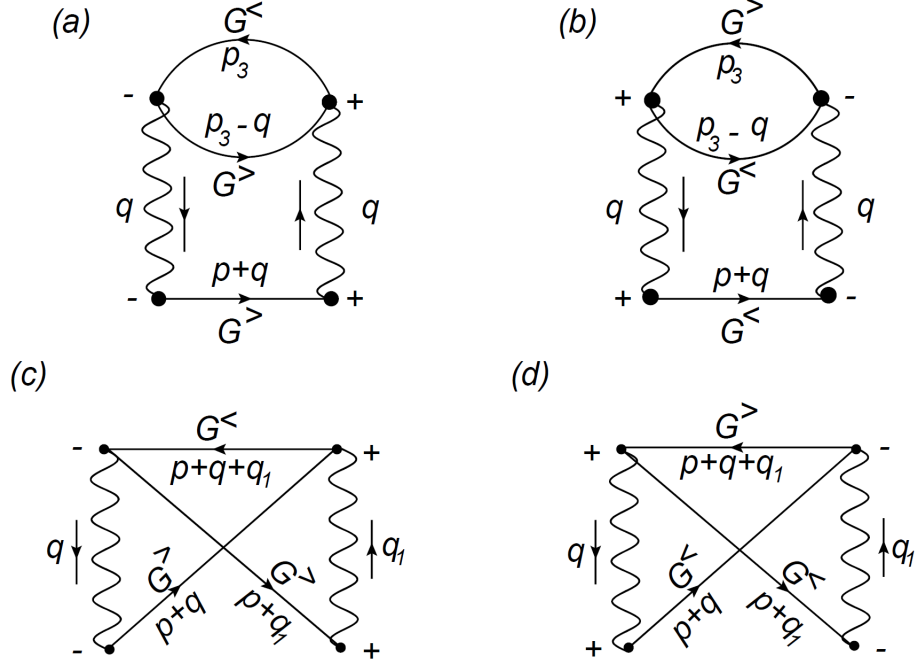 (a)
G<
p3
- +
p3 - q
G>
q q
p+q
- +
G>
(b)
G>
p3
+ -
p3 - q
G<
q q
p+q
+ -
G<
(c)
G<
- +
p+q+q1
q q1
G> G>
p+q p+q1
- +
(d)
G>
+ -
p+q+q1
q q1
G< G<
p+q p+q1
+ -